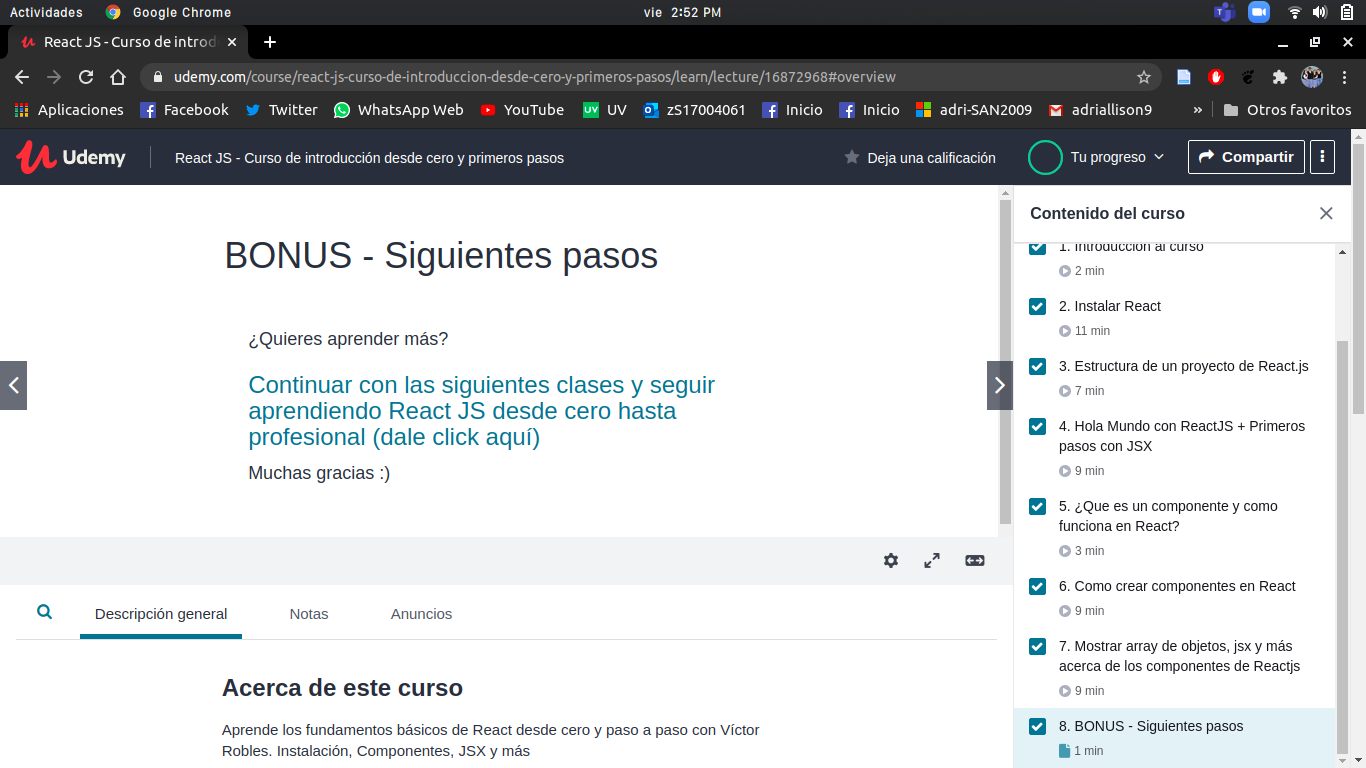 Actividades
Google Chrome
vie 2:52 PM
React JS - Curso de introd
udemy.com/course/react-js-curso-de-introduccion-desde-cero-y-primeros-pasos/learn/lecture/16872968#overview
Aplicaciones
Facebook
Twitter
WhatsApp Web
YouTube
UV
UV
zS17004061
Inicio
Inicio
adri-SAN2009
adriallison9
»
Otros favoritos
Udemy
React JS - Curso de introducción desde cero y primeros pasos
Deja una calificación
Tu progreso
Compartir
BONUS - Siguientes pasos
¿Quieres aprender más?
Continuar con las siguientes clases y seguir
aprendiendo React JS desde cero hasta
profesional (dale click aquí)
Muchas gracias :)
Descripción general
Notas
Anuncios
Acerca de este curso
Aprende los fundamentos básicos de React desde cero y paso a paso con Víctor
Robles. Instalación, Componentes, JSX y más
Contenido del curso
1. Introducción al curso
2 min
2. Instalar React
11 min
3. Estructura de un proyecto de React.js
7 min
4. Hola Mundo con ReactJS + Primeros
pasos con JSX
9 min
5. ¿Que es un componente y como
funciona en React?
3 min
6. Como crear componentes en React
9 min
7. Mostrar array de objetos, jsx y más
acerca de los componentes de Reactjs
9 min
8. BONUS - Siguientes pasos
1 min